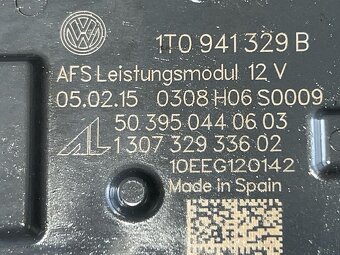 1T0 941 329 B
AFS Leistungsmodul 12 V
05.02.15 0308 H06 S0009
50 395 044 06 03
AL 1 307 329 336 02
10EEG120142
Made in Spain